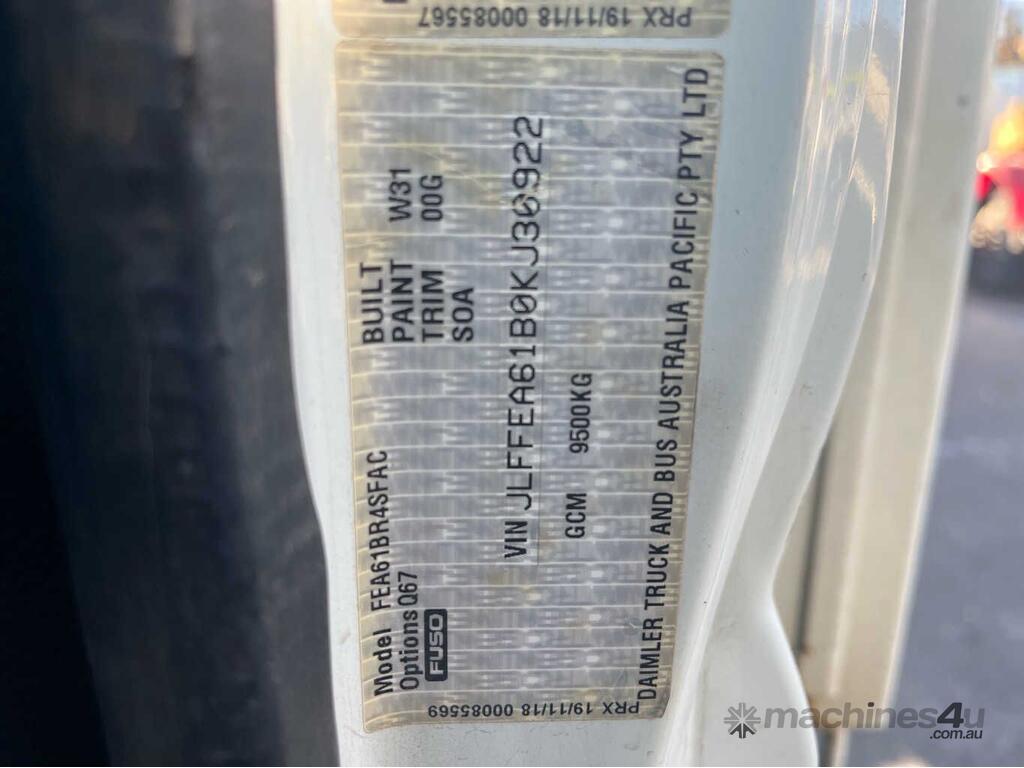 PRX 19/11/18 00085567
Model FEA61BR4SFAC
Options Q67
BUILT
PAINT W31
TRIM 00G
SOA
FUSO
VIN JLFFEA61B0KJ30922
GCM 9500KG
DAIMLER TRUCK AND BUS AUSTRALIA PACIFIC PTY LTD
PRX 19/11/18 00085569
machines4u
.com.au